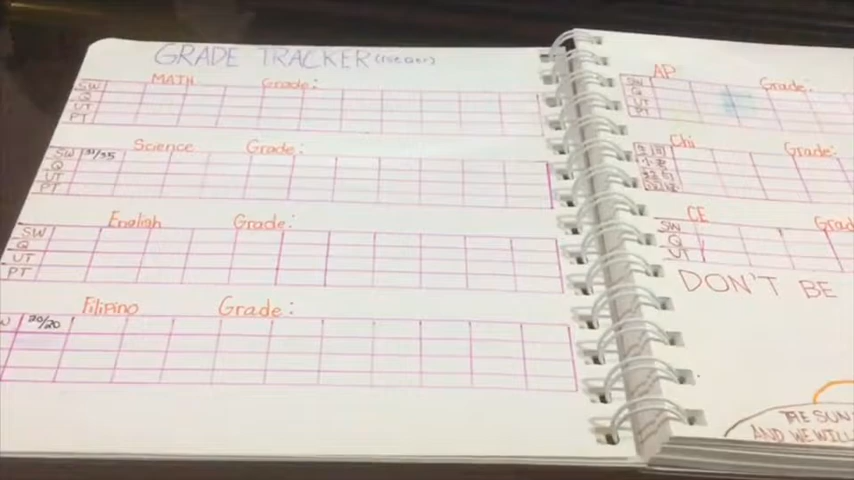 GRADE TRACKER
MATH Grade:
SW
Q
UT
PT
Science Grade:
SW 31/35
Q
UT
PT
English Grade:
SW
Q
UT
PT
Filipino Grade:
20/20
AP Grade:
SW
Q
UT
PT
Chi Grade:
CE Grad
SW
Q
UT
DON'T BE
THE SUN
AND WE WILL